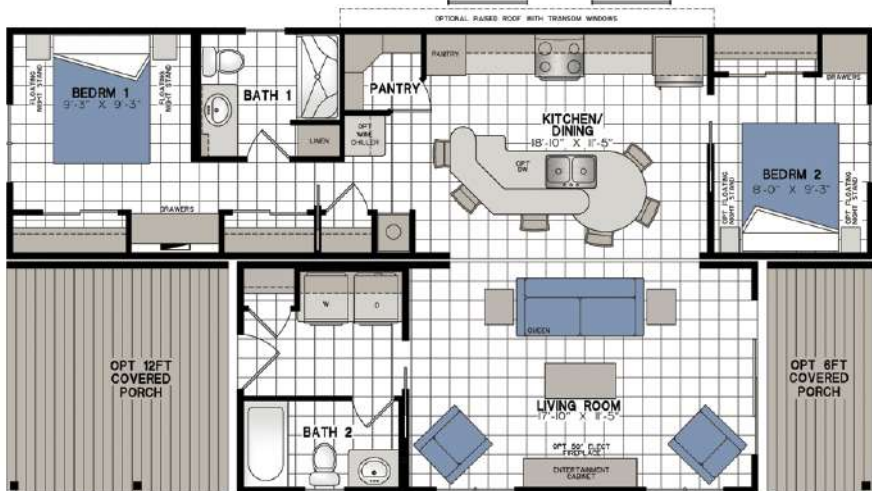 OPTIONAL RAISED ROOF WITH TRANSOM WINDOWS
FLOATING
NIGHT STAND
BEDRM 1
9'-3" X 9'-3"
FLOATING
NIGHT STAND
BATH 1
LINEN
PANTRY
OPT
WINE
CHILLER
PANTRY
KITCHEN/
DINING
18'-10" X 11'-5"
OPT
DW
DRAWERS
BEDRM 2
8'-0" X 9'-3"
OPT FLOATING
NIGHT STAND
OPT FLOATING
NIGHT STAND
DRAWERS
OPT 12FT
COVERED
PORCH
W
D
BATH 2
QUEEN
LIVING ROOM
17'-10" X 11'-5"
OPT 50" ELECT
FIREPLACE
ENTERTAINMENT
CABINET
OPT 6FT
COVERED
PORCH